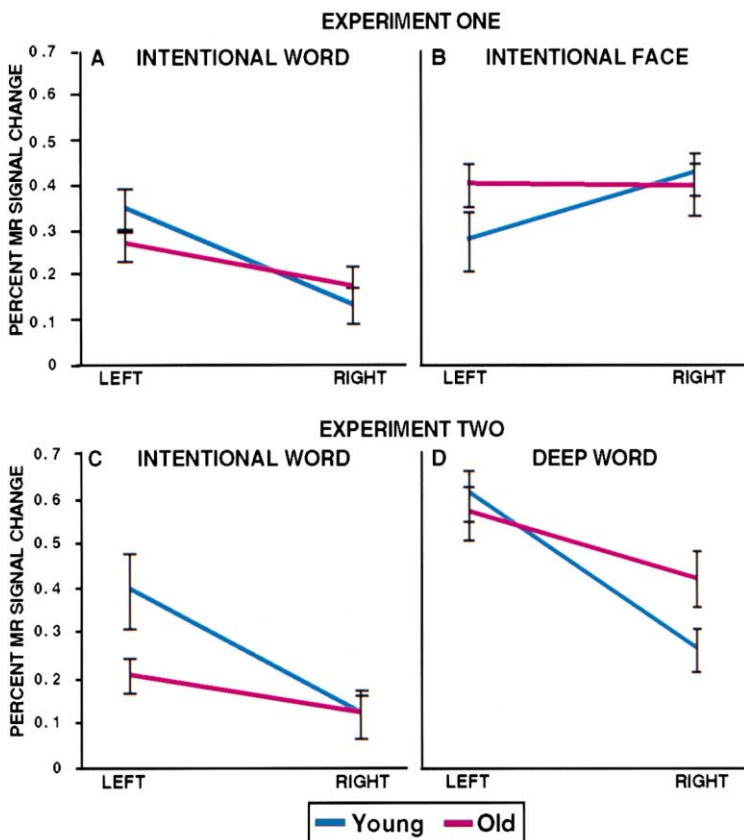 EXPERIMENT ONE
A INTENTIONAL WORD
B INTENTIONAL FACE
PERCENT MR SIGNAL CHANGE
0.7
0.6
0.5
0.4
0.3
0.2
0.1
0
LEFT RIGHT
LEFT RIGHT
EXPERIMENT TWO
C INTENTIONAL WORD
D DEEP WORD
PERCENT MR SIGNAL CHANGE
0.7
0.6
0.5
0.4
0.3
0.2
0.1
0
LEFT RIGHT
LEFT RIGHT
Young Old